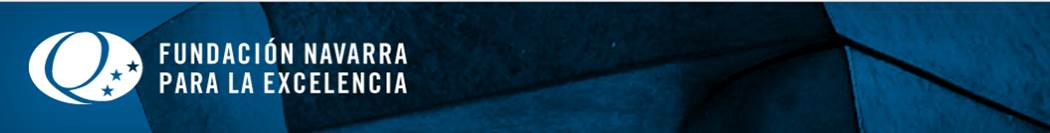 FUNDACIÓN NAVARRA
PARA LA EXCELENCIA